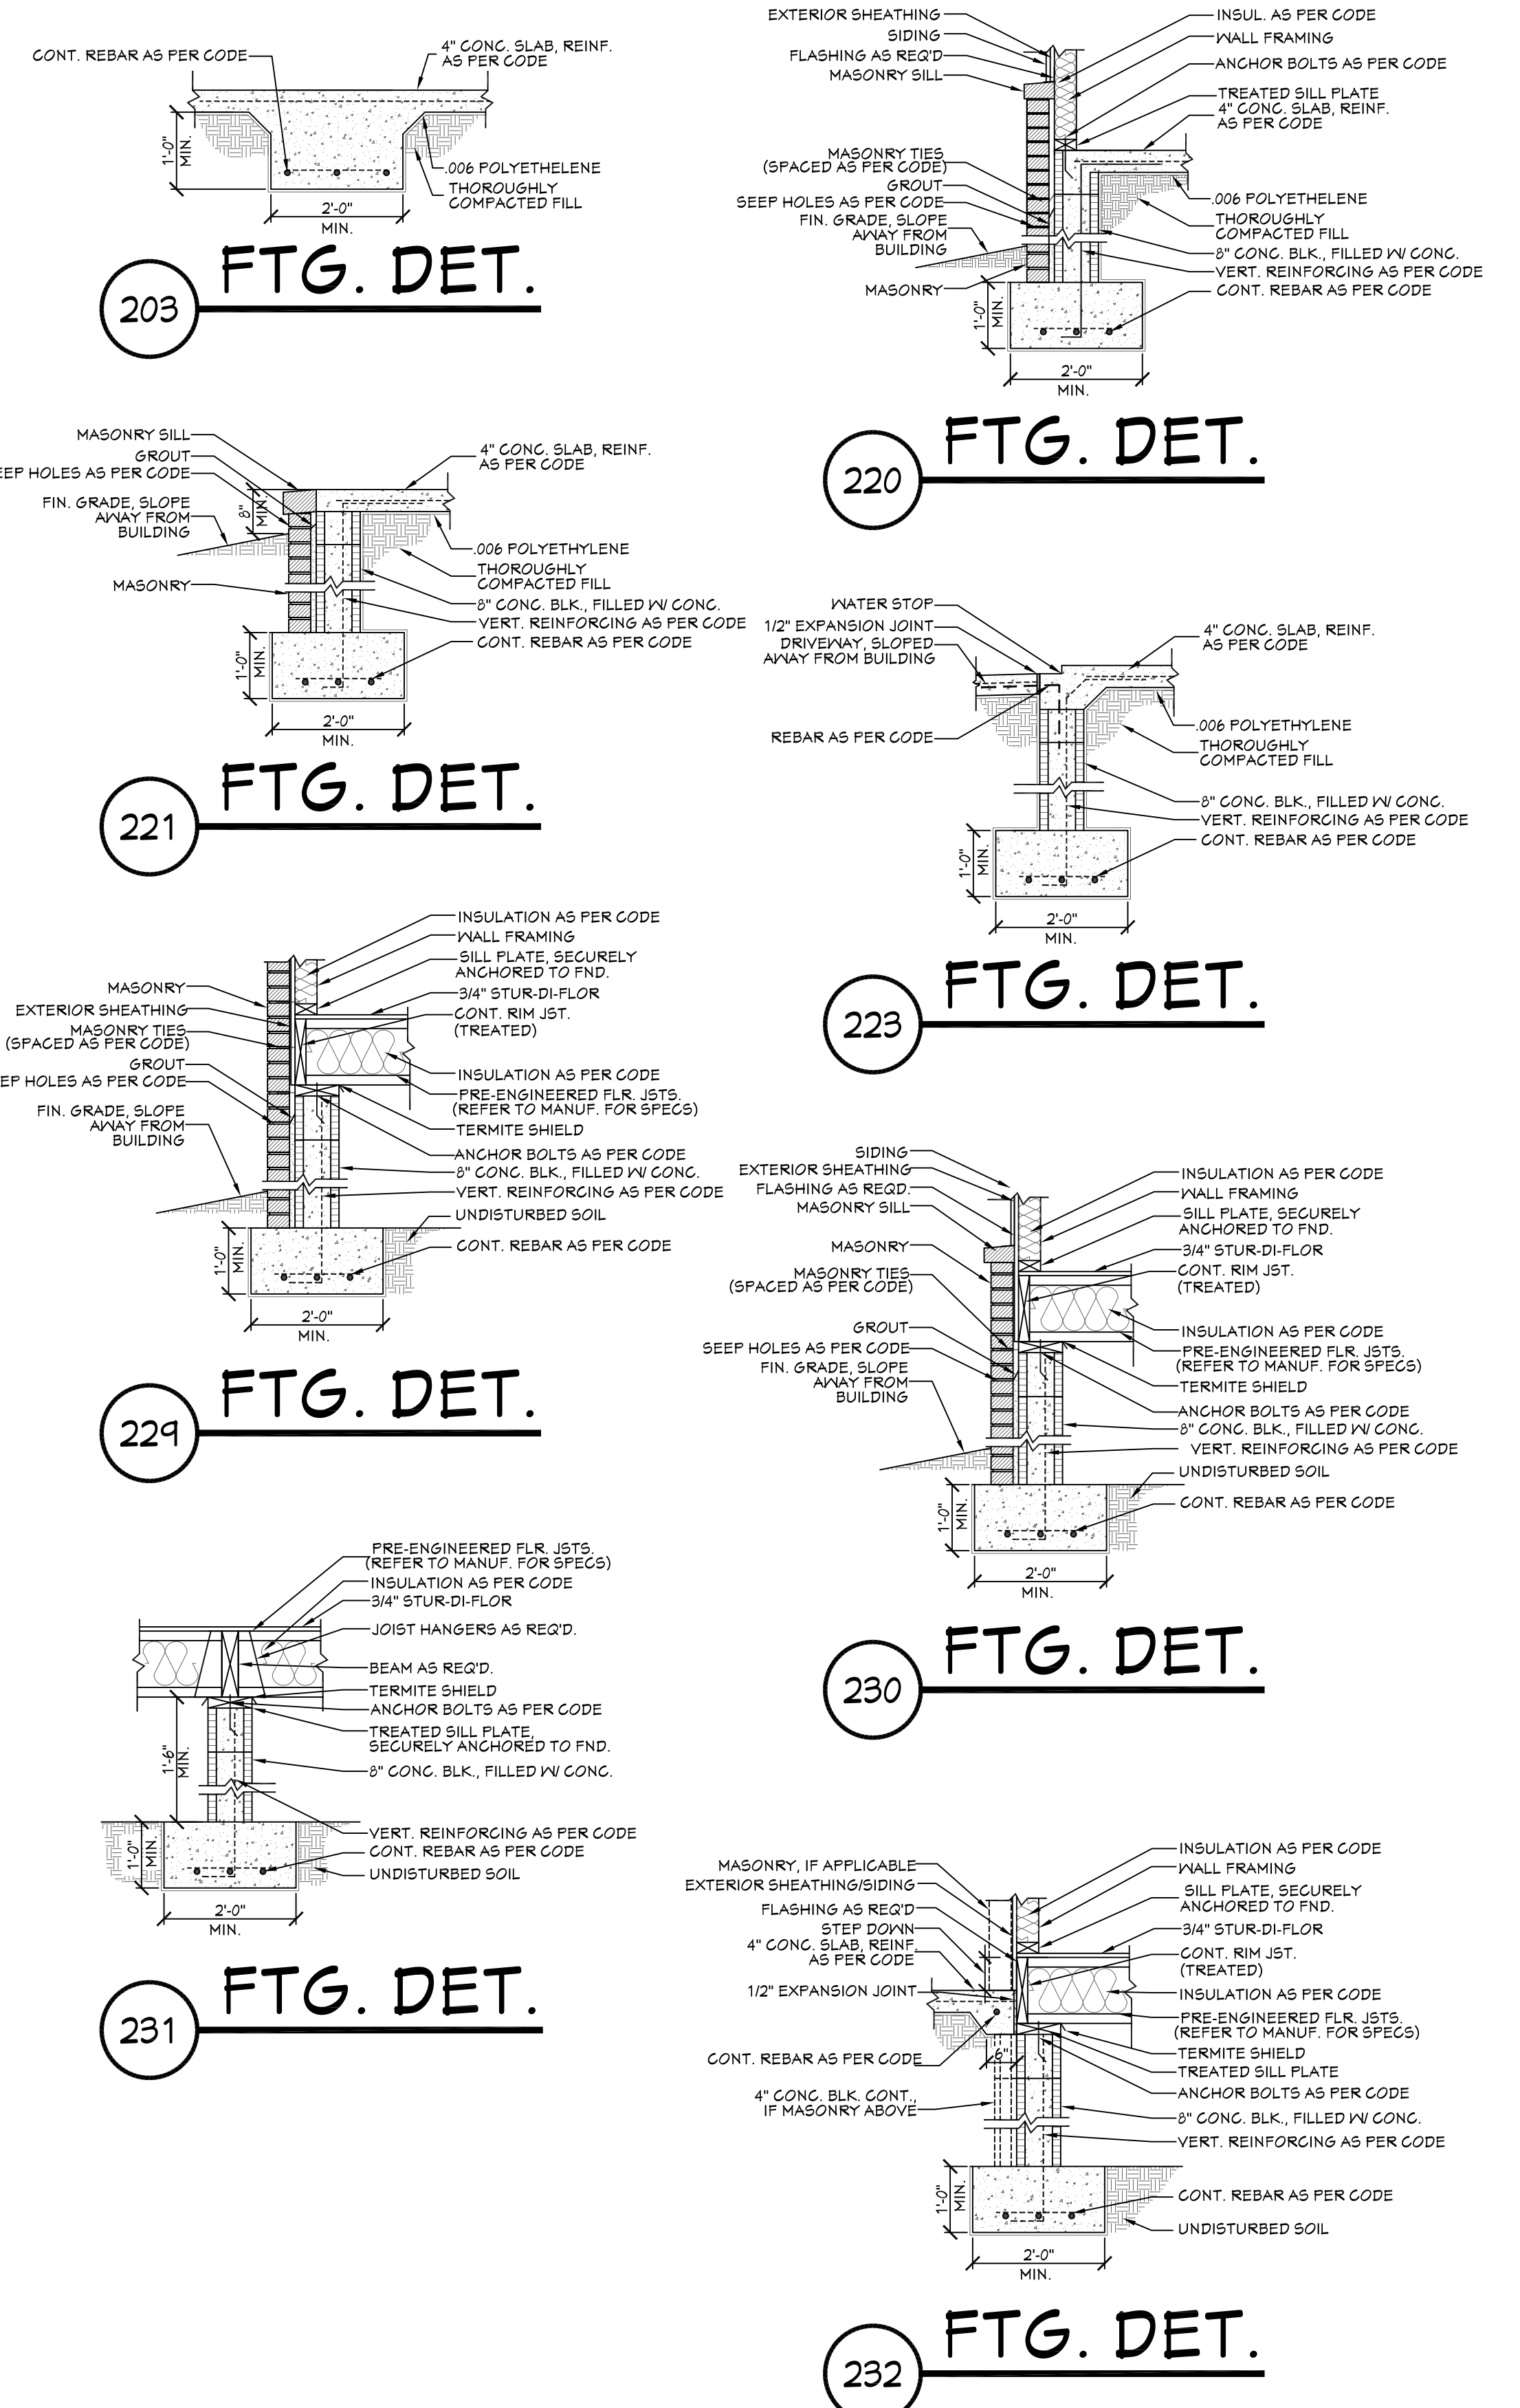 CONT. REBAR AS PER CODE
4" CONC. SLAB, REINF.
AS PER CODE
1'-0"
MIN.
.006 POLYETHELENE
THOROUGHLY
COMPACTED FILL
2'-0"
MIN.
FTG. DET.
203
EXTERIOR SHEATHING
SIDING
FLASHING AS REQ'D
MASONRY SILL
MASONRY TIES
(SPACED AS PER CODE)
GROUT
SEEP HOLES AS PER CODE
FIN. GRADE, SLOPE
AWAY FROM
BUILDING
MASONRY
INSUL. AS PER CODE
WALL FRAMING
ANCHOR BOLTS AS PER CODE
TREATED SILL PLATE
4" CONC. SLAB, REINF.
AS PER CODE
.006 POLYETHELENE
THOROUGHLY
COMPACTED FILL
8" CONC. BLK., FILLED W/ CONC.
VERT. REINFORCING AS PER CODE
CONT. REBAR AS PER CODE
1'-0"
MIN.
2'-0"
MIN.
FTG. DET.
220
MASONRY SILL
GROUT
EEP HOLES AS PER CODE
FIN. GRADE, SLOPE
AWAY FROM
BUILDING
MASONRY
8"
MIN.
4" CONC. SLAB, REINF.
AS PER CODE
.006 POLYETHYLENE
THOROUGHLY
COMPACTED FILL
8" CONC. BLK., FILLED W/ CONC.
VERT. REINFORCING AS PER CODE
CONT. REBAR AS PER CODE
1'-0"
MIN.
2'-0"
MIN.
FTG. DET.
221
WATER STOP
1/2" EXPANSION JOINT
DRIVEWAY, SLOPED
AWAY FROM BUILDING
REBAR AS PER CODE
4" CONC. SLAB, REINF.
AS PER CODE
.006 POLYETHYLENE
THOROUGHLY
COMPACTED FILL
8" CONC. BLK., FILLED W/ CONC.
VERT. REINFORCING AS PER CODE
CONT. REBAR AS PER CODE
1'-0"
MIN.
2'-0"
MIN.
FTG. DET.
223
MASONRY
EXTERIOR SHEATHING
MASONRY TIES
(SPACED AS PER CODE)
GROUT
EEP HOLES AS PER CODE
FIN. GRADE, SLOPE
AWAY FROM
BUILDING
INSULATION AS PER CODE
WALL FRAMING
SILL PLATE, SECURELY
ANCHORED TO FND.
3/4" STUR-DI-FLOR
CONT. RIM JST.
(TREATED)
INSULATION AS PER CODE
PRE-ENGINEERED FLR. JSTS.
(REFER TO MANUF. FOR SPECS)
TERMITE SHIELD
ANCHOR BOLTS AS PER CODE
8" CONC. BLK., FILLED W/ CONC.
VERT. REINFORCING AS PER CODE
UNDISTURBED SOIL
CONT. REBAR AS PER CODE
1'-0"
MIN.
2'-0"
MIN.
FTG. DET.
229
SIDING
EXTERIOR SHEATHING
FLASHING AS REQD.
MASONRY SILL
MASONRY
MASONRY TIES
(SPACED AS PER CODE)
GROUT
SEEP HOLES AS PER CODE
FIN. GRADE, SLOPE
AWAY FROM
BUILDING
INSULATION AS PER CODE
WALL FRAMING
SILL PLATE, SECURELY
ANCHORED TO FND.
3/4" STUR-DI-FLOR
CONT. RIM JST.
(TREATED)
INSULATION AS PER CODE
PRE-ENGINEERED FLR. JSTS.
(REFER TO MANUF. FOR SPECS)
TERMITE SHIELD
ANCHOR BOLTS AS PER CODE
8" CONC. BLK., FILLED W/ CONC.
VERT. REINFORCING AS PER CODE
UNDISTURBED SOIL
CONT. REBAR AS PER CODE
1'-0"
MIN.
2'-0"
MIN.
FTG. DET.
230
PRE-ENGINEERED FLR. JSTS.
(REFER TO MANUF. FOR SPECS)
INSULATION AS PER CODE
3/4" STUR-DI-FLOR
JOIST HANGERS AS REQ'D.
BEAM AS REQ'D.
TERMITE SHIELD
ANCHOR BOLTS AS PER CODE
TREATED SILL PLATE,
SECURELY ANCHORED TO FND.
8" CONC. BLK., FILLED W/ CONC.
VERT. REINFORCING AS PER CODE
CONT. REBAR AS PER CODE
UNDISTURBED SOIL
1'-6"
MIN.
1'-0"
MIN.
2'-0"
MIN.
FTG. DET.
231
MASONRY, IF APPLICABLE
EXTERIOR SHEATHING/SIDING
FLASHING AS REQ'D
STEP DOWN
4" CONC. SLAB, REINF.
AS PER CODE
1/2" EXPANSION JOINT
CONT. REBAR AS PER CODE
6"
4" CONC. BLK. CONT.,
IF MASONRY ABOVE
INSULATION AS PER CODE
WALL FRAMING
SILL PLATE, SECURELY
ANCHORED TO FND.
3/4" STUR-DI-FLOR
CONT. RIM JST.
(TREATED)
INSULATION AS PER CODE
PRE-ENGINEERED FLR. JSTS.
(REFER TO MANUF. FOR SPECS)
TERMITE SHIELD
TREATED SILL PLATE
ANCHOR BOLTS AS PER CODE
8" CONC. BLK., FILLED W/ CONC.
VERT. REINFORCING AS PER CODE
CONT. REBAR AS PER CODE
UNDISTURBED SOIL
1'-0"
MIN.
2'-0"
MIN.
FTG. DET.
232